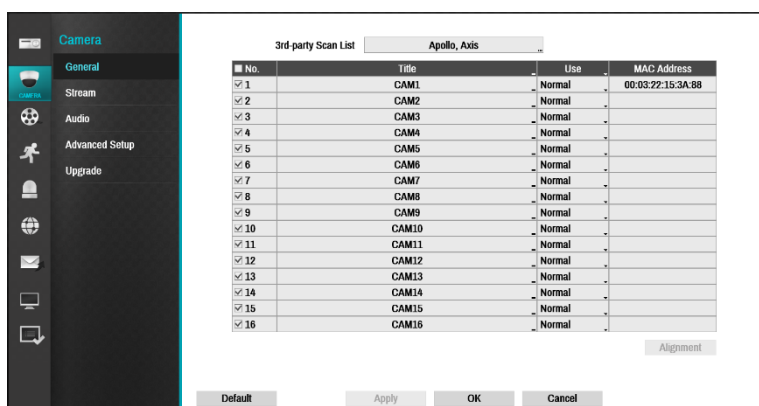 Camera
General
Stream
Audio
Advanced Setup
Upgrade
CAMERA
3rd-party Scan List Apollo, Axis ...
No. Title ... Use MAC Address
1 CAM1 ... Normal 00:03:22:15:3A:88
2 CAM2 ... Normal
3 CAM3 ... Normal
4 CAM4 ... Normal
5 CAM5 ... Normal
6 CAM6 ... Normal
7 CAM7 ... Normal
8 CAM8 ... Normal
9 CAM9 ... Normal
10 CAM10 ... Normal
11 CAM11 ... Normal
12 CAM12 ... Normal
13 CAM13 ... Normal
14 CAM14 ... Normal
15 CAM15 ... Normal
16 CAM16 ... Normal
Alignment
Default Apply OK Cancel